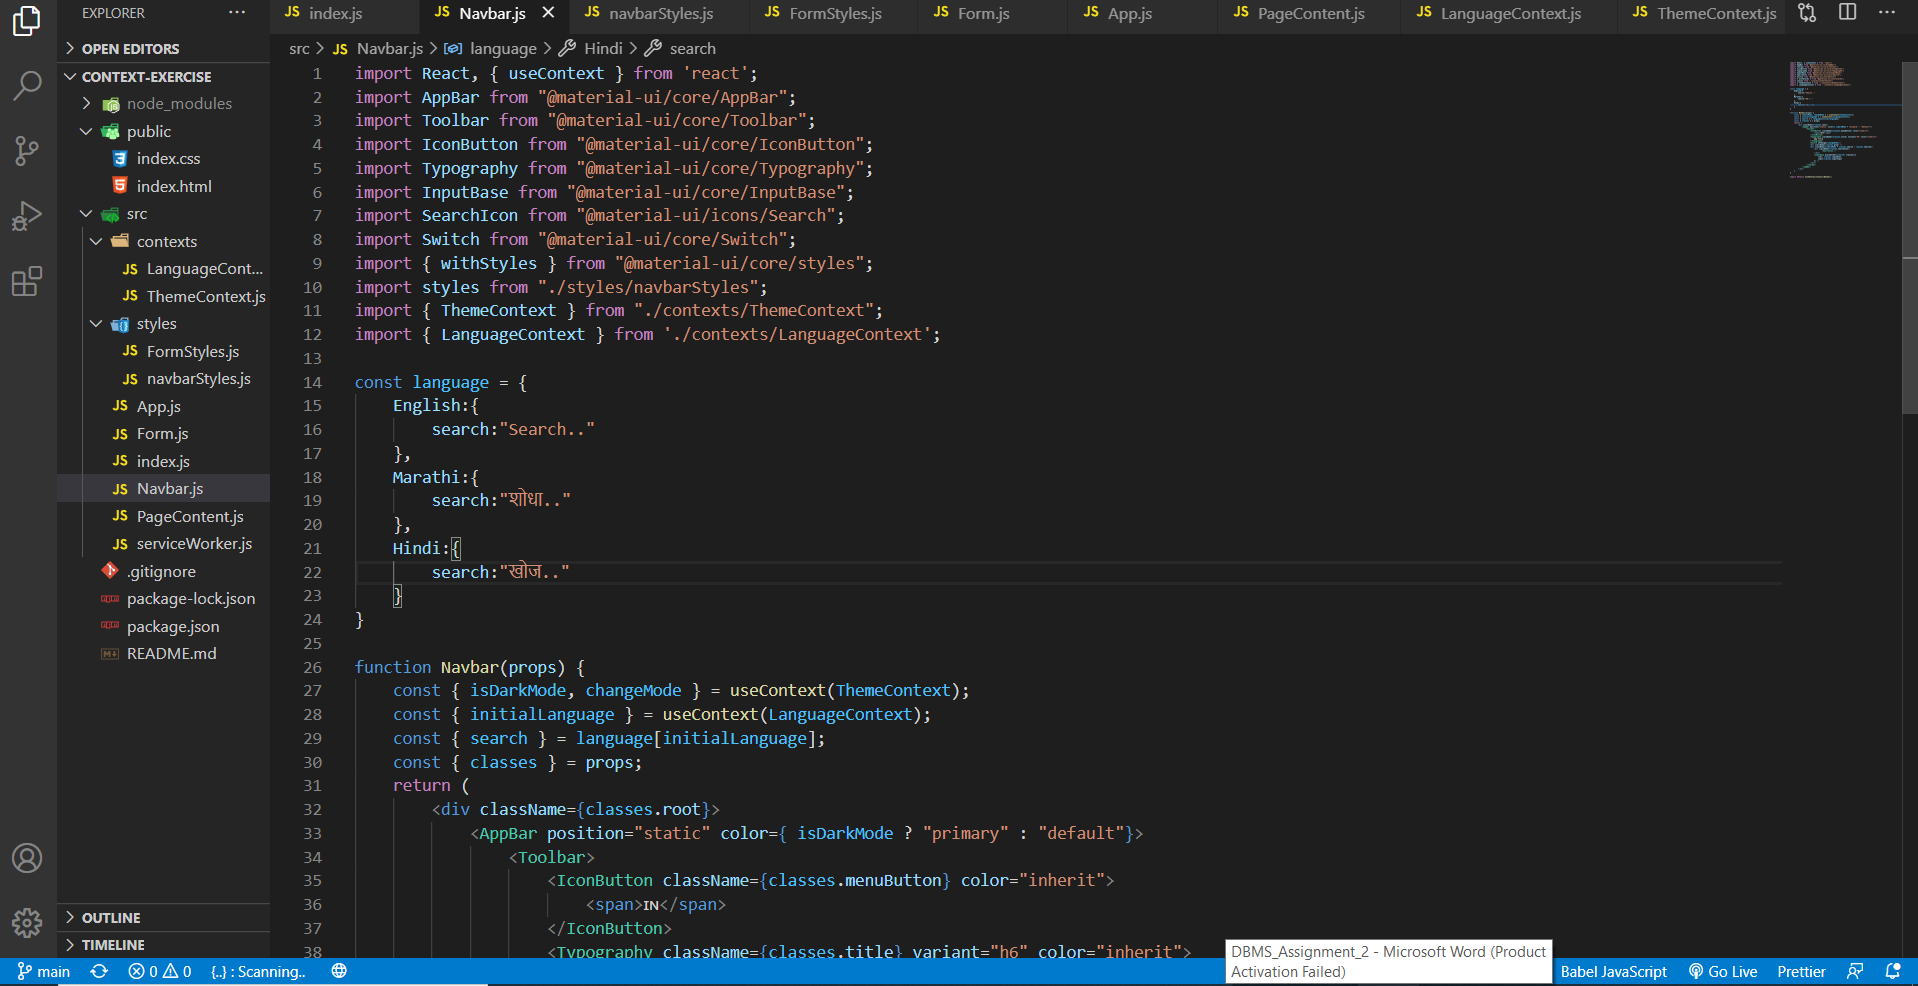 EXPLORER
···
OPEN EDITORS
CONTEXT-EXERCISE
node_modules
public
index.css
index.html
src
contexts
LanguageCont...
ThemeContext.js
styles
FormStyles.js
navbarStyles.js
App.js
Form.js
index.js
Navbar.js
PageContent.js
serviceWorker.js
.gitignore
package-lock.json
package.json
README.md
OUTLINE
TIMELINE
JS index.js JS Navbar.js × JS navbarStyles.js JS FormStyles.js JS Form.js JS App.js JS PageContent.js JS LanguageContext.js JS ThemeContext.js ···
src > JS Navbar.js > language > Hindi > search
1 import React, { useContext } from 'react';
2 import AppBar from "@material-ui/core/AppBar";
3 import Toolbar from "@material-ui/core/Toolbar";
4 import IconButton from "@material-ui/core/IconButton";
5 import Typography from "@material-ui/core/Typography";
6 import InputBase from "@material-ui/core/InputBase";
7 import SearchIcon from "@material-ui/icons/Search";
8 import Switch from "@material-ui/core/Switch";
9 import { withStyles } from "@material-ui/core/styles";
10 import styles from "./styles/navbarStyles";
11 import { ThemeContext } from "./contexts/ThemeContext";
12 import { LanguageContext } from './contexts/LanguageContext';
13
14 const language = {
15 English:{
16 search:"Search.."
17 },
18 Marathi:{
19 search:"शोधा.."
20 },
21 Hindi:{
22 search:"खोज.."
23 }
24 }
25
26 function Navbar(props) {
27 const { isDarkMode, changeMode } = useContext(ThemeContext);
28 const { initialLanguage } = useContext(LanguageContext);
29 const { search } = language[initialLanguage];
30 const { classes } = props;
31 return (
32 <div className={classes.root}>
33 <AppBar position="static" color={ isDarkMode ? "primary" : "default"}>
34 <Toolbar>
35 <IconButton className={classes.menuButton} color="inherit">
36 <span>🇮🇳</span>
37 </IconButton>
38 <Typography className={classes.title} variant="h6" color="inherit">
DBMS_Assignment_2 - Microsoft Word (Product
Activation Failed)
main 0 0 {..} : Scanning.. Babel JavaScript Go Live Prettier